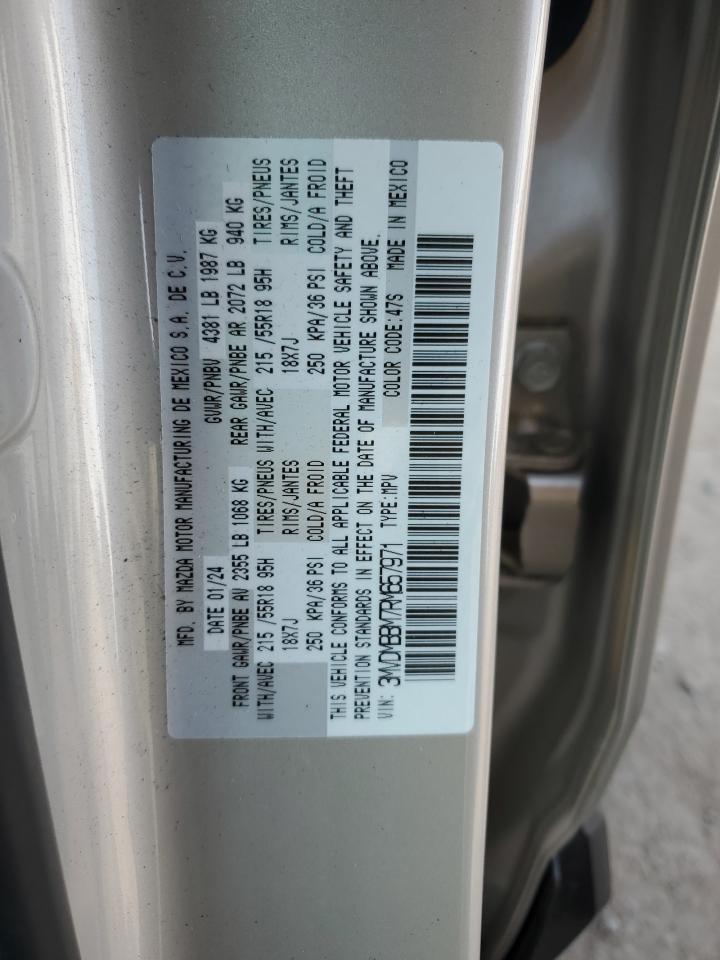 MFD. BY MAZDA MOTOR MANUFACTURING DE MEXICO S.A. DE C.V.
DATE 01/24 GVWR/PNBV 4381 LB 1987 KG
FRONT GAWR/PNBE AV 2355 LB 1068 KG REAR GAWR/PNBE AR 2072 LB 940 KG
WITH/AVEC 215 /55R18 95H TIRES/PNEUS WITH/AVEC 215 /55R18 95H TIRES/PNEUS
18X7J RIMS/JANTES 18X7J RIMS/JANTES
250 KPA/36 PSI COLD/A FROID 250 KPA/36 PSI COLD/A FROID
THIS VEHICLE CONFORMS TO ALL APPLICABLE FEDERAL MOTOR VEHICLE SAFETY AND THEFT
PREVENTION STANDARDS IN EFFECT ON THE DATE OF MANUFACTURE SHOWN ABOVE.
VIN: 3MVDMBBM7RM657971 TYPE:MPV COLOR CODE:47S MADE IN MEXICO